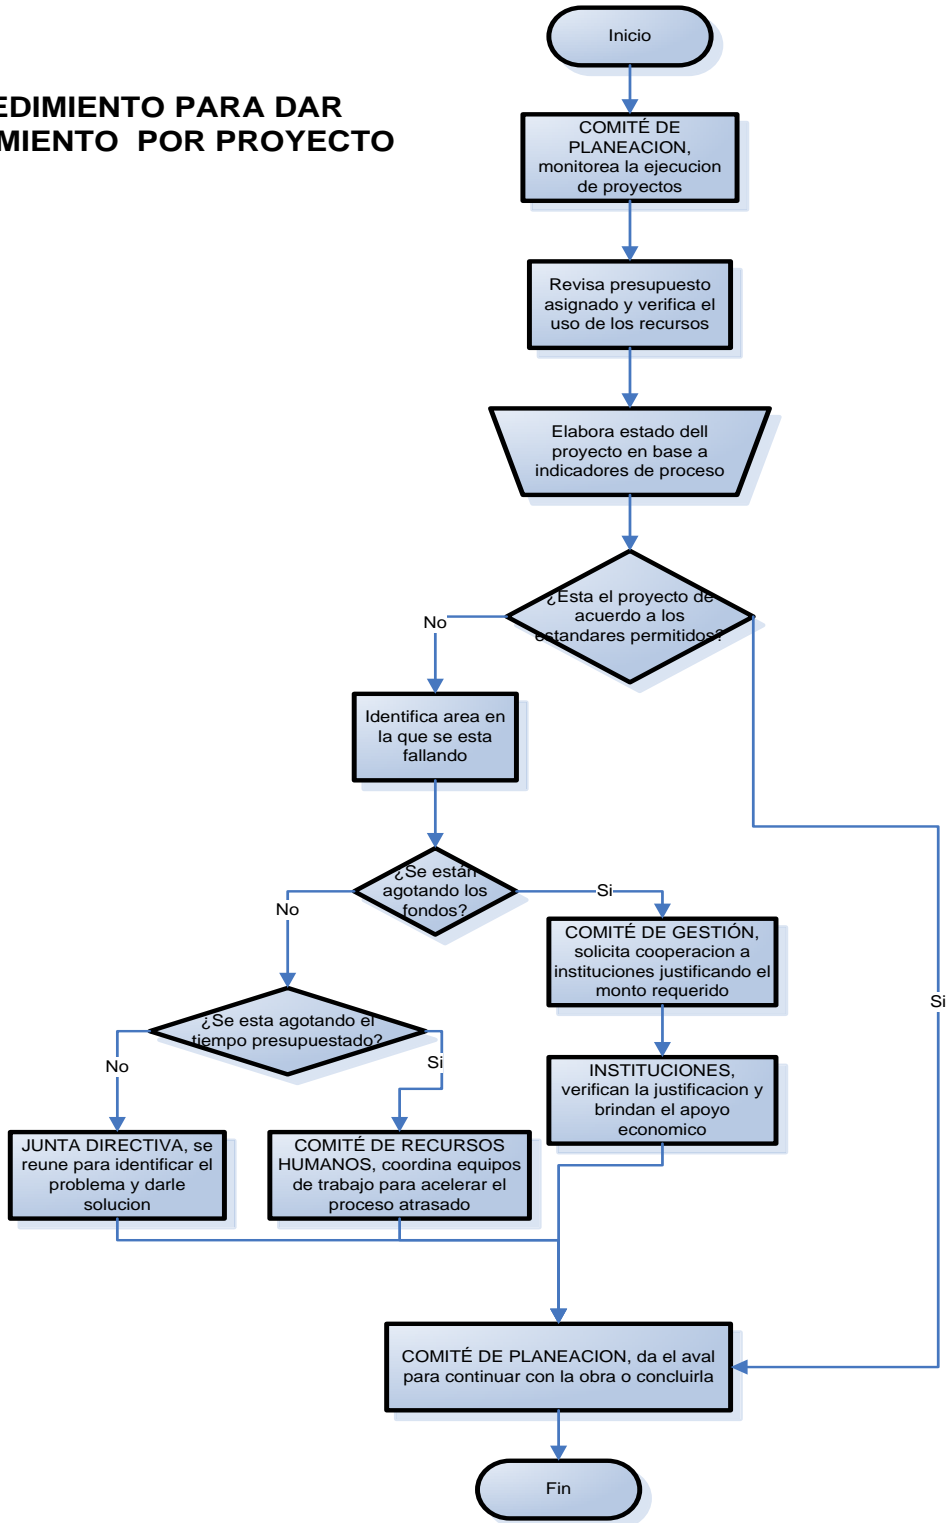 Inicio
EDIMIENTO PARA DAR
MIENTO POR PROYECTO
COMITÉ DE
PLANEACION,
monitorea la ejecucion
de proyectos
Revisa presupuesto
asignado y verifica el
uso de los recursos
Elabora estado dell
proyecto en base a
indicadores de proceso
¿Esta el proyecto de
acuerdo a los
estandares permitidos?
No
Identifica area en
la que se esta
fallando
¿Se están
agotando los
fondos?
Si
No
COMITÉ DE GESTIÓN,
solicita cooperacion a
instituciones justificando el
monto requerido
Si
¿Se esta agotando el
tiempo presupuestado?
No
Si
INSTITUCIONES,
verifican la justificacion y
brindan el apoyo
economico
JUNTA DIRECTIVA, se
reune para identificar el
problema y darle
solucion
COMITÉ DE RECURSOS
HUMANOS, coordina equipos
de trabajo para acelerar el
proceso atrasado
COMITÉ DE PLANEACION, da el aval
para continuar con la obra o concluirla
Fin